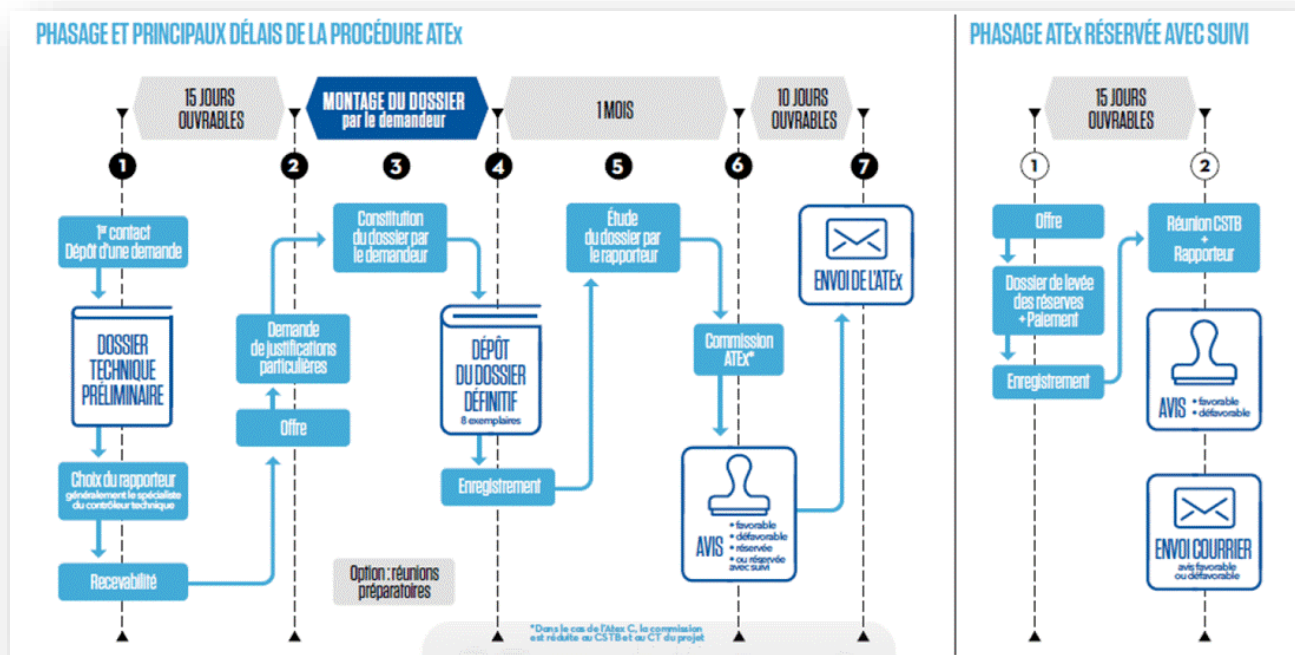 PHASAGE ET PRINCIPAUX DÉLAIS DE LA PROCÉDURE ATEx
15 JOURS
OUVRABLES
MONTAGE DU DOSSIER
par le demandeur
1 MOIS
10 JOURS
OUVRABLES
1
2
3
4
5
6
7
1er contact
Dépôt d'une demande
DOSSIER
TECHNIQUE
PRÉLIMINAIRE
Choix du rapporteur
généralement le spécialiste
du contrôleur technique
Recevabilité
Demande
de justifications
particulières
Offre
Constitution
du dossier par
le demandeur
Option : réunions
préparatoires
DÉPÔT
DU DOSSIER
DÉFINITIF
8 exemplaires
Enregistrement
Étude
du dossier par
le rapporteur
Commission
ATEx*
AVIS
• favorable
• défavorable
• réservée
• ou réservée
avec suivi
ENVOI DE L'ATEx
*Dans le cas de l'Atex C, la commission
est réduite au CSTB et au CT du projet
PHASAGE ATEx RÉSERVÉE AVEC SUIVI
15 JOURS
OUVRABLES
1
2
Offre
Dossier de levée
des réserves
+ Paiement
Enregistrement
Réunion CSTB
+
Rapporteur
AVIS
• favorable
• défavorable
ENVOI COURRIER
avis favorable
ou défavorable